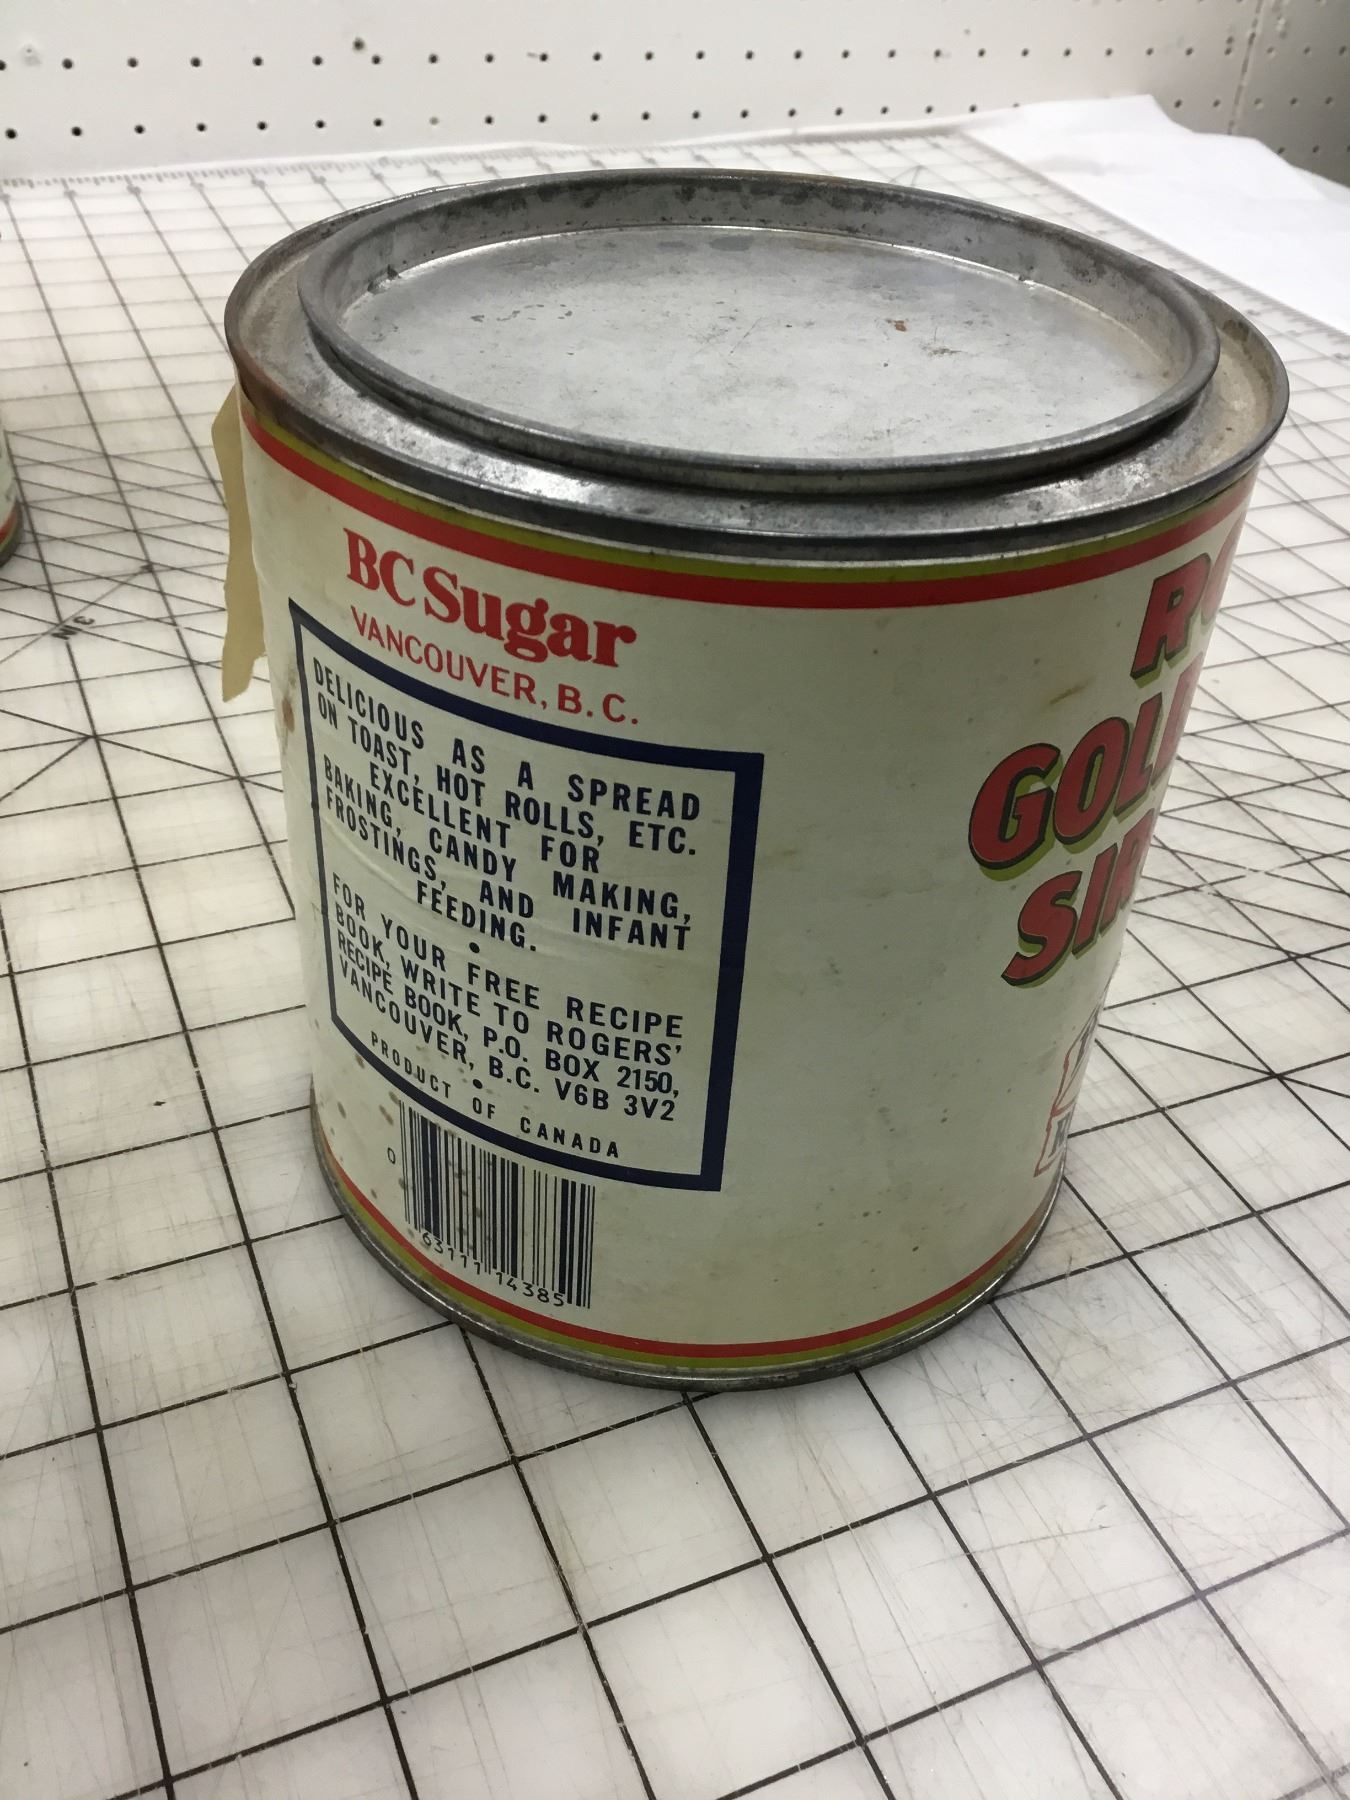 BC Sugar
VANCOUVER, B.C.
DELICIOUS AS A SPREAD
ON TOAST, HOT ROLLS, ETC.
EXCELLENT FOR
BAKING, CANDY MAKING,
FROSTINGS, AND INFANT
FEEDING.
•
FOR YOUR FREE RECIPE
BOOK, WRITE TO ROGERS'
RECIPE BOOK, P.O. BOX 2150,
VANCOUVER, B.C. V6B 3V2
•
PRODUCT OF CANADA
0 63111 14385